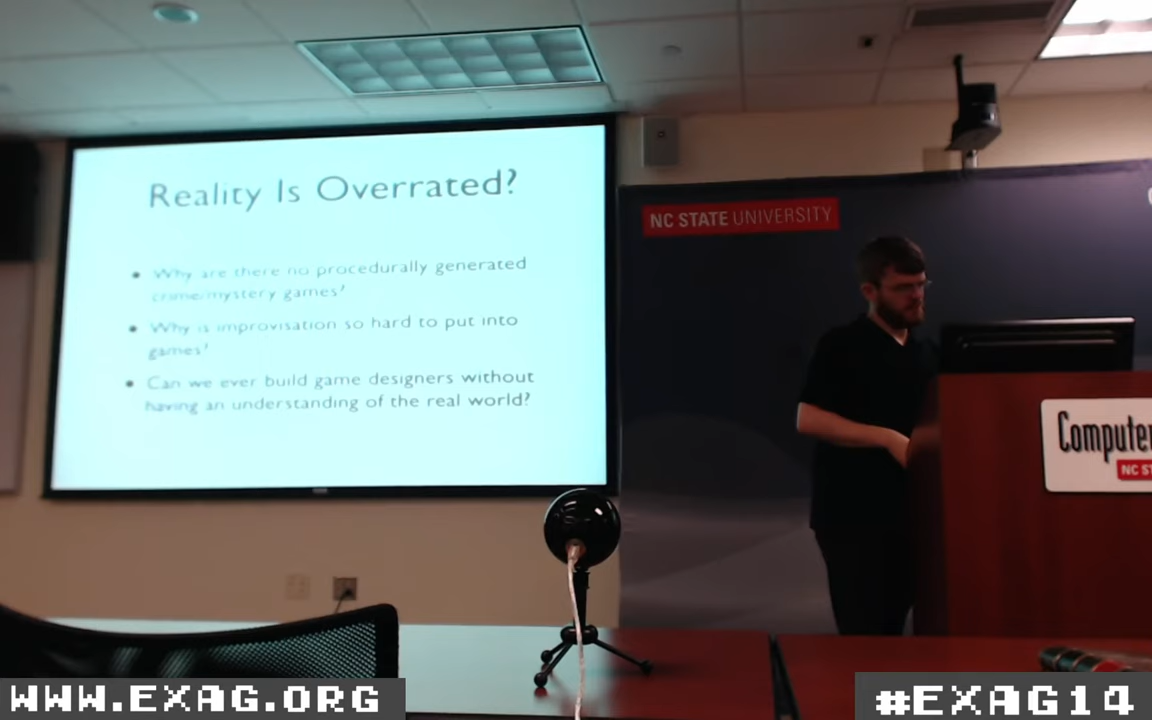 Reality Is Overrated?
• Why are there no procedurally generated
crime/mystery games?
• Why is improvisation so hard to put into
games?
• Can we ever build game designers without
having an understanding of the real world?
NC STATE UNIVERSITY
Computer
NC ST
WWW.EXAG.ORG
#EXAG14